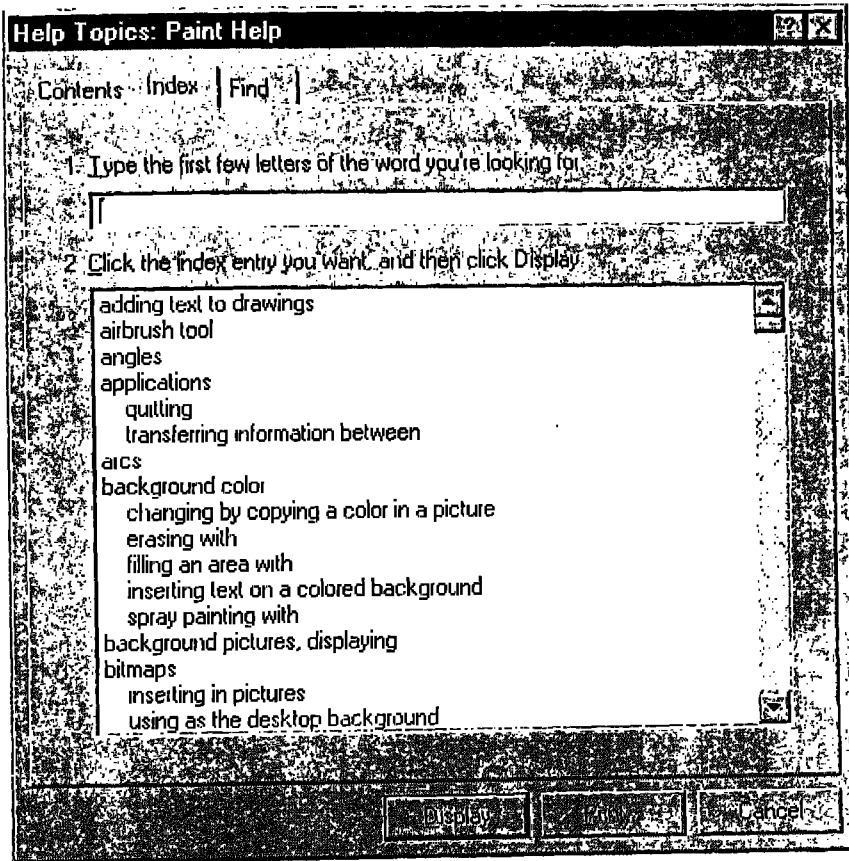 Help Topics: Paint Help
Contents Index Find
1. Type the first few letters of the word you're looking for
2 Click the index entry you want, and then click Display
adding text to drawings
airbrush tool
angles
applications
quitting
transferring information between
arcs
background color
changing by copying a color in a picture
erasing with
filling an area with
inserting text on a colored background
spray painting with
background pictures, displaying
bitmaps
inserting in pictures
using as the desktop background
Display Print Cancel